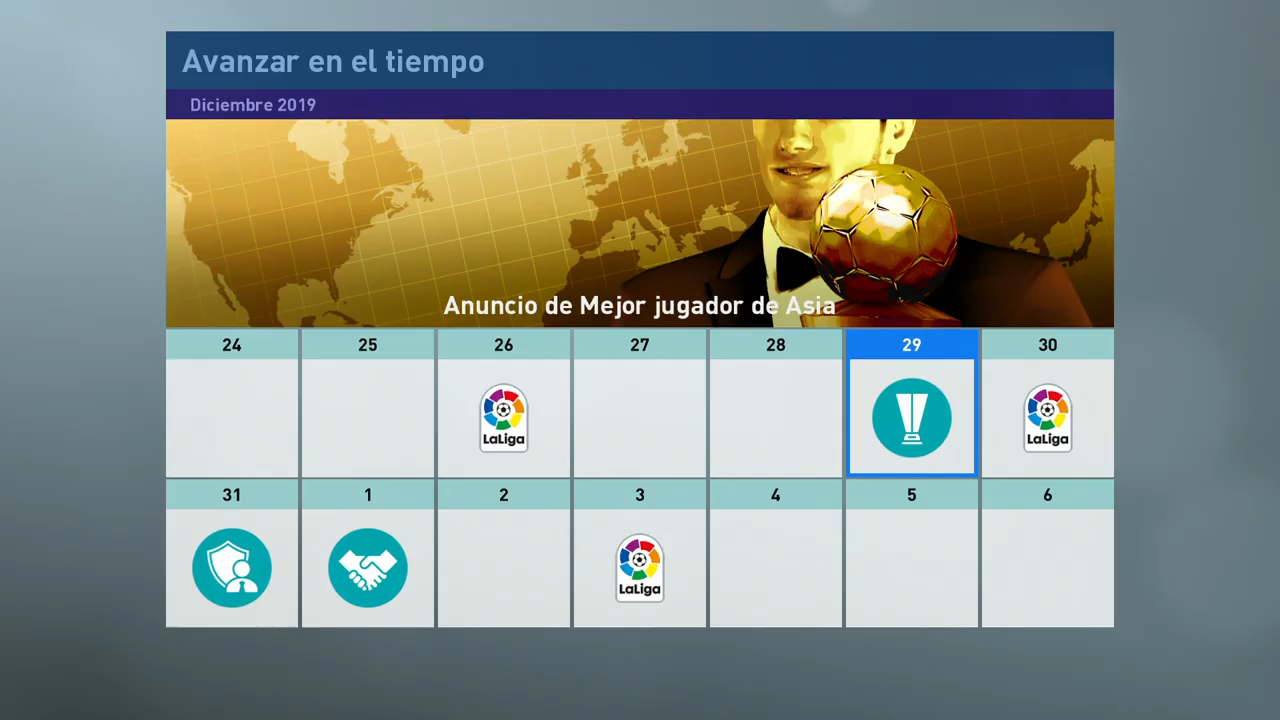 Avanzar en el tiempo
Diciembre 2019
Anuncio de Mejor jugador de Asia
24 25 26 27 28 29 30
LaLiga LaLiga
31 1 2 3 4 5 6
LaLiga